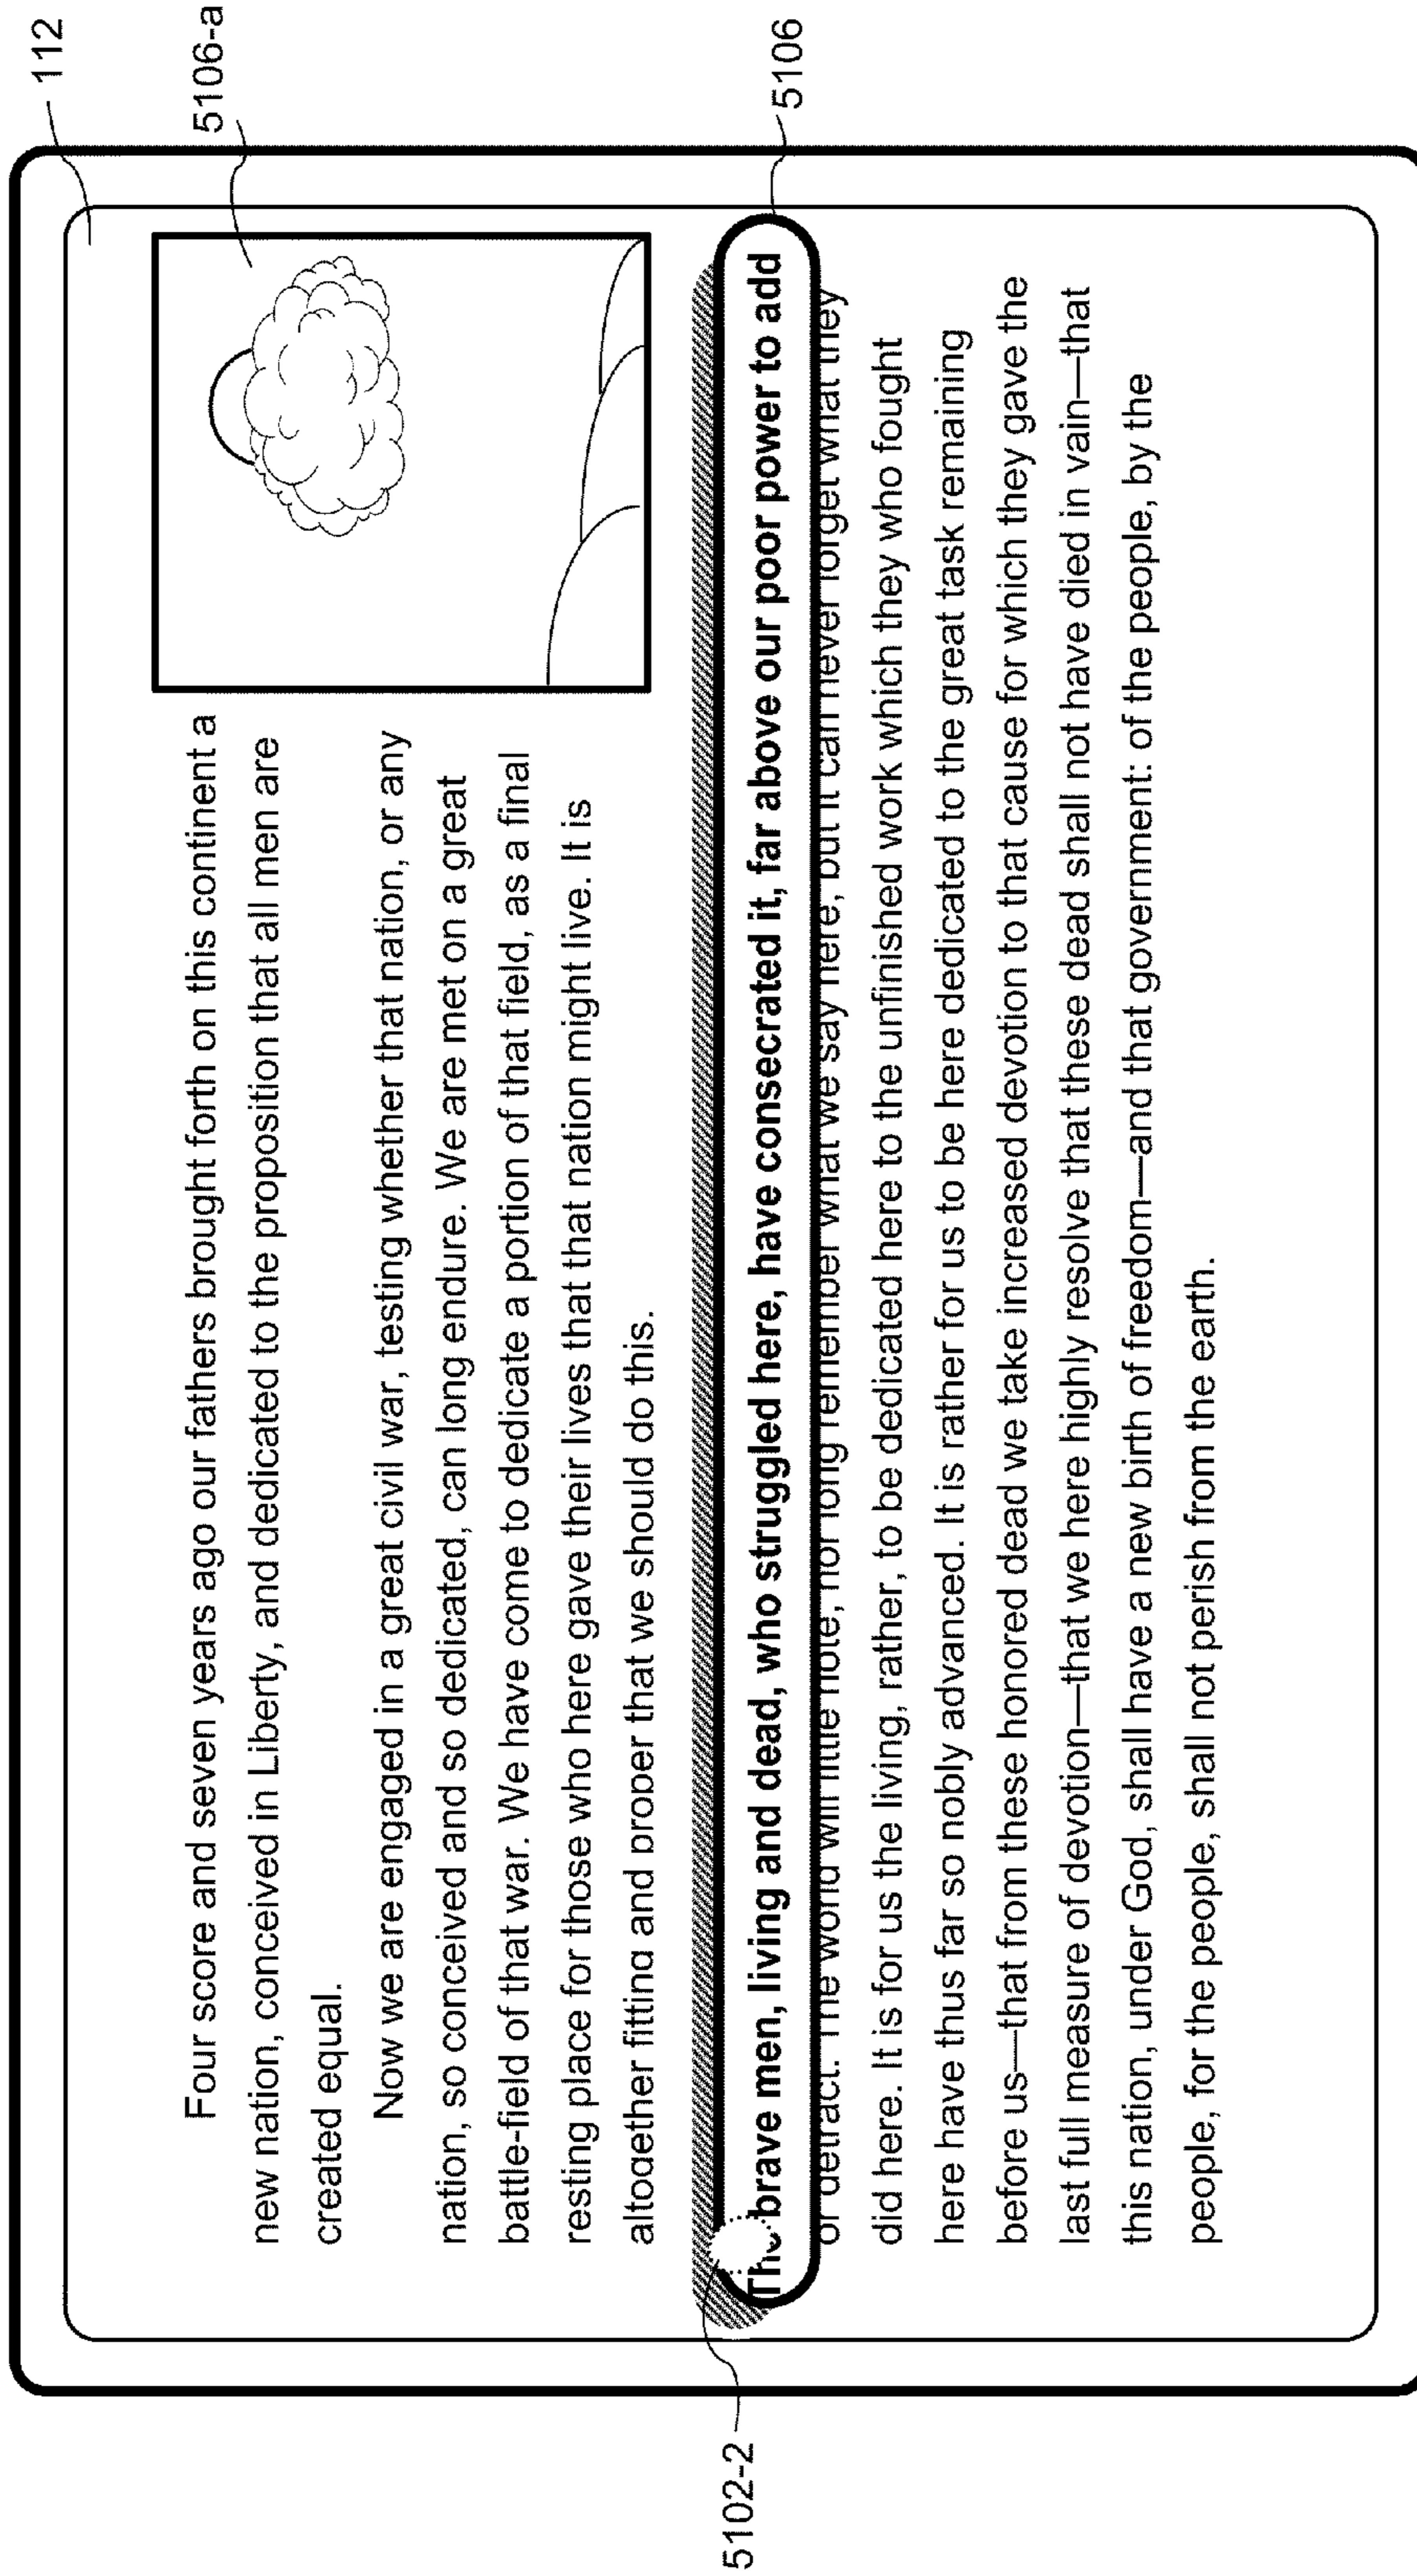 112
5106-a
Four score and seven years ago our fathers brought forth on this continent a
new nation, conceived in Liberty, and dedicated to the proposition that all men are
created equal.
Now we are engaged in a great civil war, testing whether that nation, or any
nation, so conceived and so dedicated, can long endure. We are met on a great
battle-field of that war. We have come to dedicate a portion of that field, as a final
resting place for those who here gave their lives that that nation might live. It is
altogether fitting and proper that we should do this.
5106
The brave men, living and dead, who struggled here, have consecrated it, far above our poor power to add
5102-2
or detract. The world will little note, nor long remember what we say here, but it can never forget what they
did here. It is for us the living, rather, to be dedicated here to the unfinished work which they who fought
here have thus far so nobly advanced. It is rather for us to be here dedicated to the great task remaining
before us—that from these honored dead we take increased devotion to that cause for which they gave the
last full measure of devotion—that we here highly resolve that these dead shall not have died in vain—that
this nation, under God, shall have a new birth of freedom—and that government: of the people, by the
people, for the people, shall not perish from the earth.